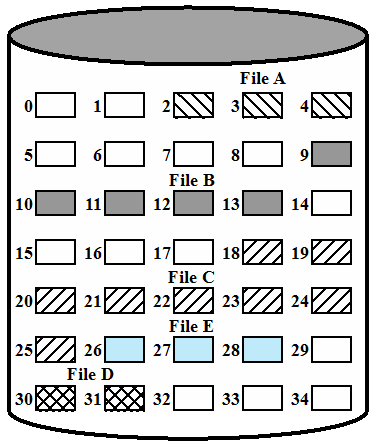 File A
0 1 2 3 4
5 6 7 8 9
File B
10 11 12 13 14
15 16 17 18 19
File C
20 21 22 23 24
File E
25 26 27 28 29
File D
30 31 32 33 34